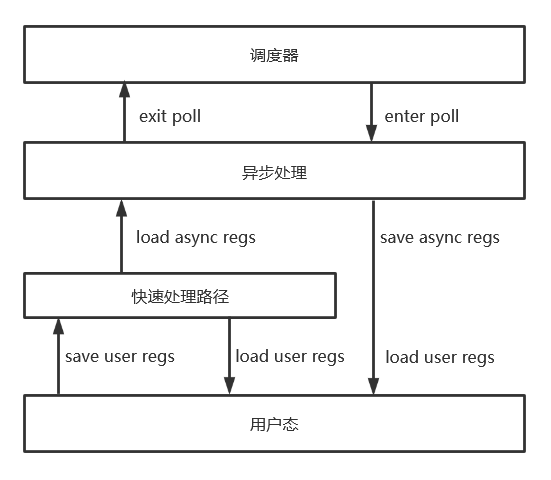 调度器
exit poll
enter poll
异步处理
load async regs
save async regs
快速处理路径
save user regs
load user regs
load user regs
用户态